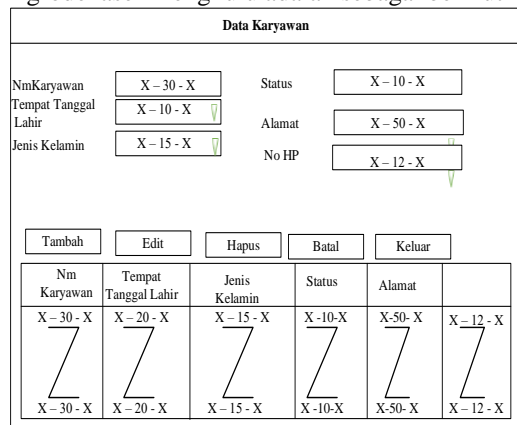 Data Karyawan
NmKaryawan X – 30 - X Status X – 10 - X
Tempat Tanggal Lahir X – 10 - X Alamat X – 50 - X
Jenis Kelamin X – 15 - X No HP X – 12 - X
Tambah Edit Hapus Batal Keluar
Nm Karyawan Tempat Tanggal Lahir Jenis Kelamin Status Alamat
X – 30 - X X – 20 - X X – 15 - X X -10-X X-50- X X – 12 - X
X – 30 - X X – 20 - X X – 15 - X X -10-X X-50- X X – 12 - X